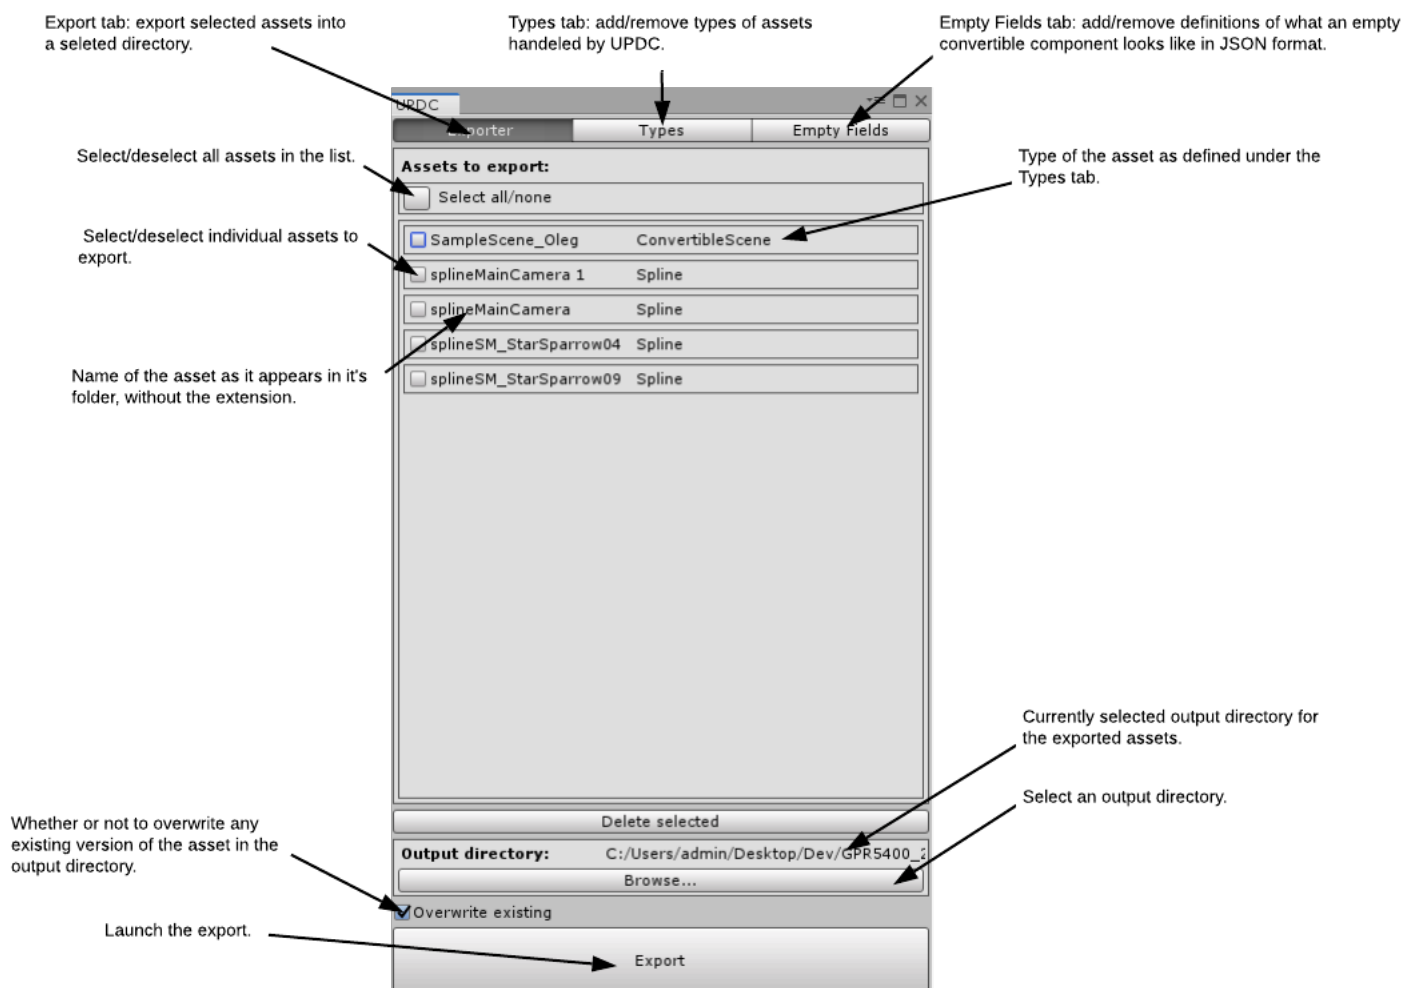 Export tab: export selected assets into
a seleted directory.
Types tab: add/remove types of assets
handeled by UPDC.
Empty Fields tab: add/remove definitions of what an empty
convertible component looks like in JSON format.
UPDC
Exporter
Types
Empty Fields
Select/deselect all assets in the list.
Assets to export:
Type of the asset as defined under the
Types tab.
Select all/none
Select/deselect individual assets to
export.
SampleScene_Oleg ConvertibleScene
splineMainCamera 1 Spline
splineMainCamera Spline
splineSM_StarSparrow04 Spline
splineSM_StarSparrow09 Spline
Name of the asset as it appears in it's
folder, without the extension.
Currently selected output directory for
the exported assets.
Select an output directory.
Delete selected
Whether or not to overwrite any
existing version of the asset in the
output directory.
Output directory: C:/Users/admin/Desktop/Dev/GPR5400_2
Browse...
Overwrite existing
Launch the export.
Export